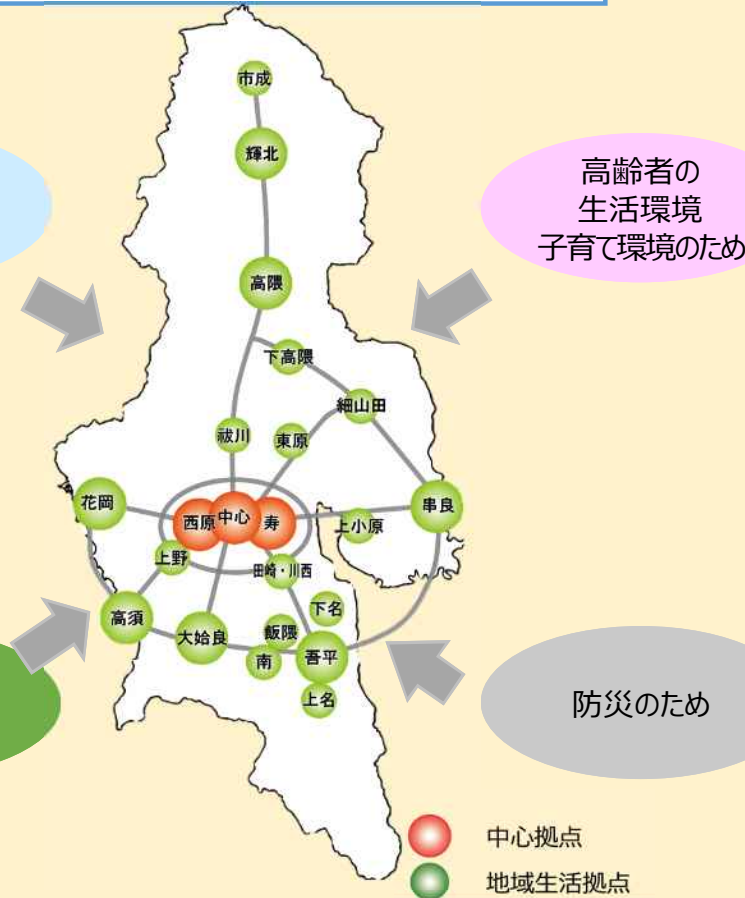 市成
輝北
高齢者の
生活環境
子育て環境のため
高隈
下高隈
細山田
祓川
東原
花岡
西原
中心
寿
上小原
串良
上野
田崎・川西
高須
大姶良
飯隈
下名
南
吾平
上名
防災のため
中心拠点
地域生活拠点